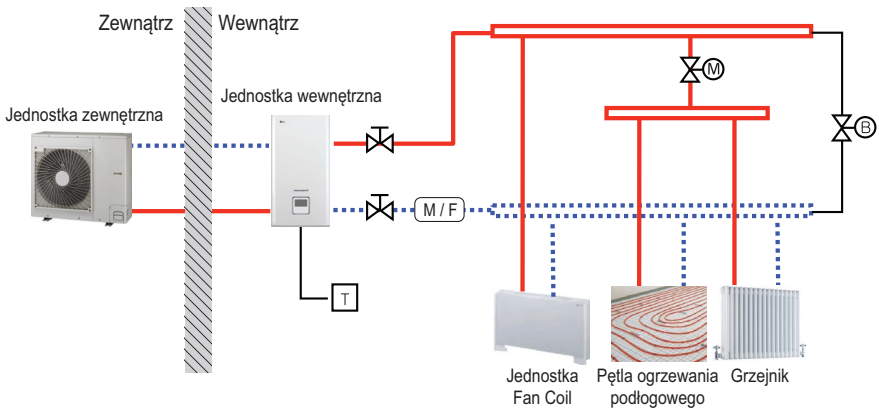 Zewnątrz
Wewnątrz
Jednostka zewnętrzna
Jednostka wewnętrzna
M
B
M / F
T
Jednostka
Fan Coil
Pętla ogrzewania
podłogowego
Grzejnik